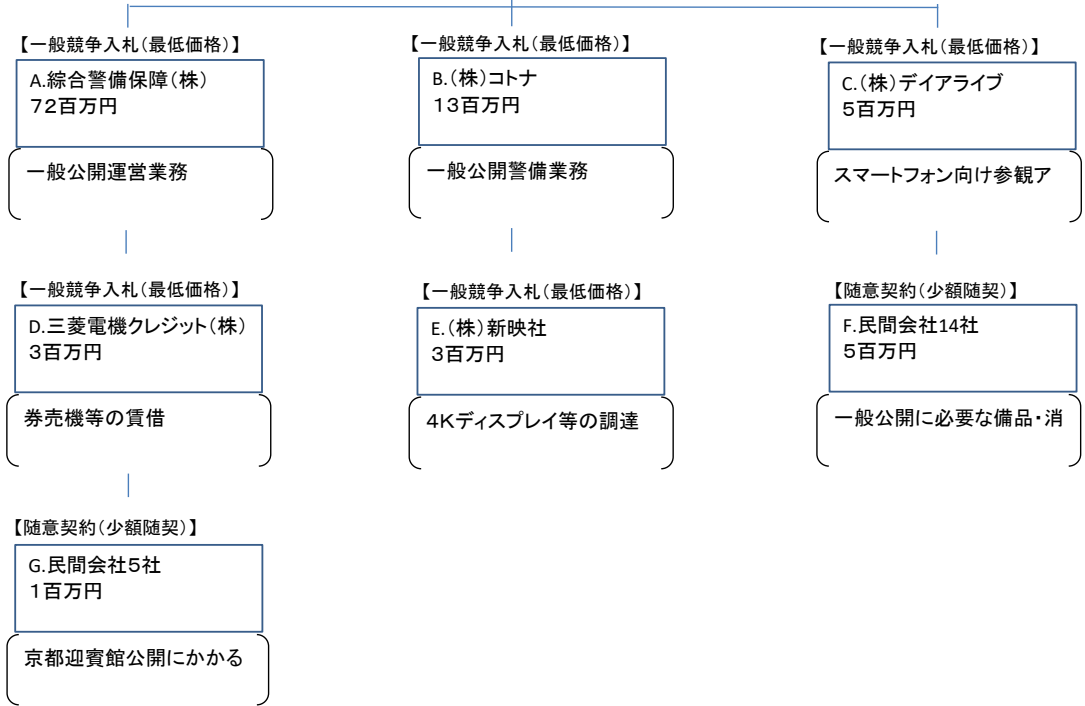 【一般競争入札(最低価格)】
A.綜合警備保障(株)
７２百万円
一般公開運営業務
【一般競争入札(最低価格)】
B.(株)コトナ
１３百万円
一般公開警備業務
【一般競争入札(最低価格)】
C.(株)デイアライブ
５百万円
スマートフォン向け参観ア
【一般競争入札(最低価格)】
D.三菱電機クレジット(株)
３百万円
券売機等の賃借
【一般競争入札(最低価格)】
E.(株)新映社
３百万円
４Kディスプレイ等の調達
【随意契約(少額随契)】
F.民間会社14社
５百万円
一般公開に必要な備品・消
【随意契約(少額随契)】
G.民間会社５社
１百万円
京都迎賓館公開にかかる